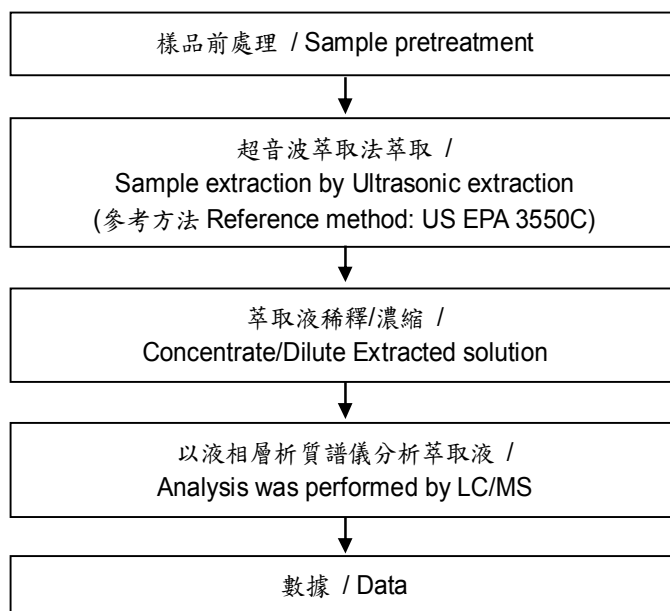 樣品前處理 / Sample pretreatment
超音波萃取法萃取 /
Sample extraction by Ultrasonic extraction
(參考方法 Reference method: US EPA 3550C)
萃取液稀釋/濃縮 /
Concentrate/Dilute Extracted solution
以液相層析質譜儀分析萃取液 /
Analysis was performed by LC/MS
數據 / Data